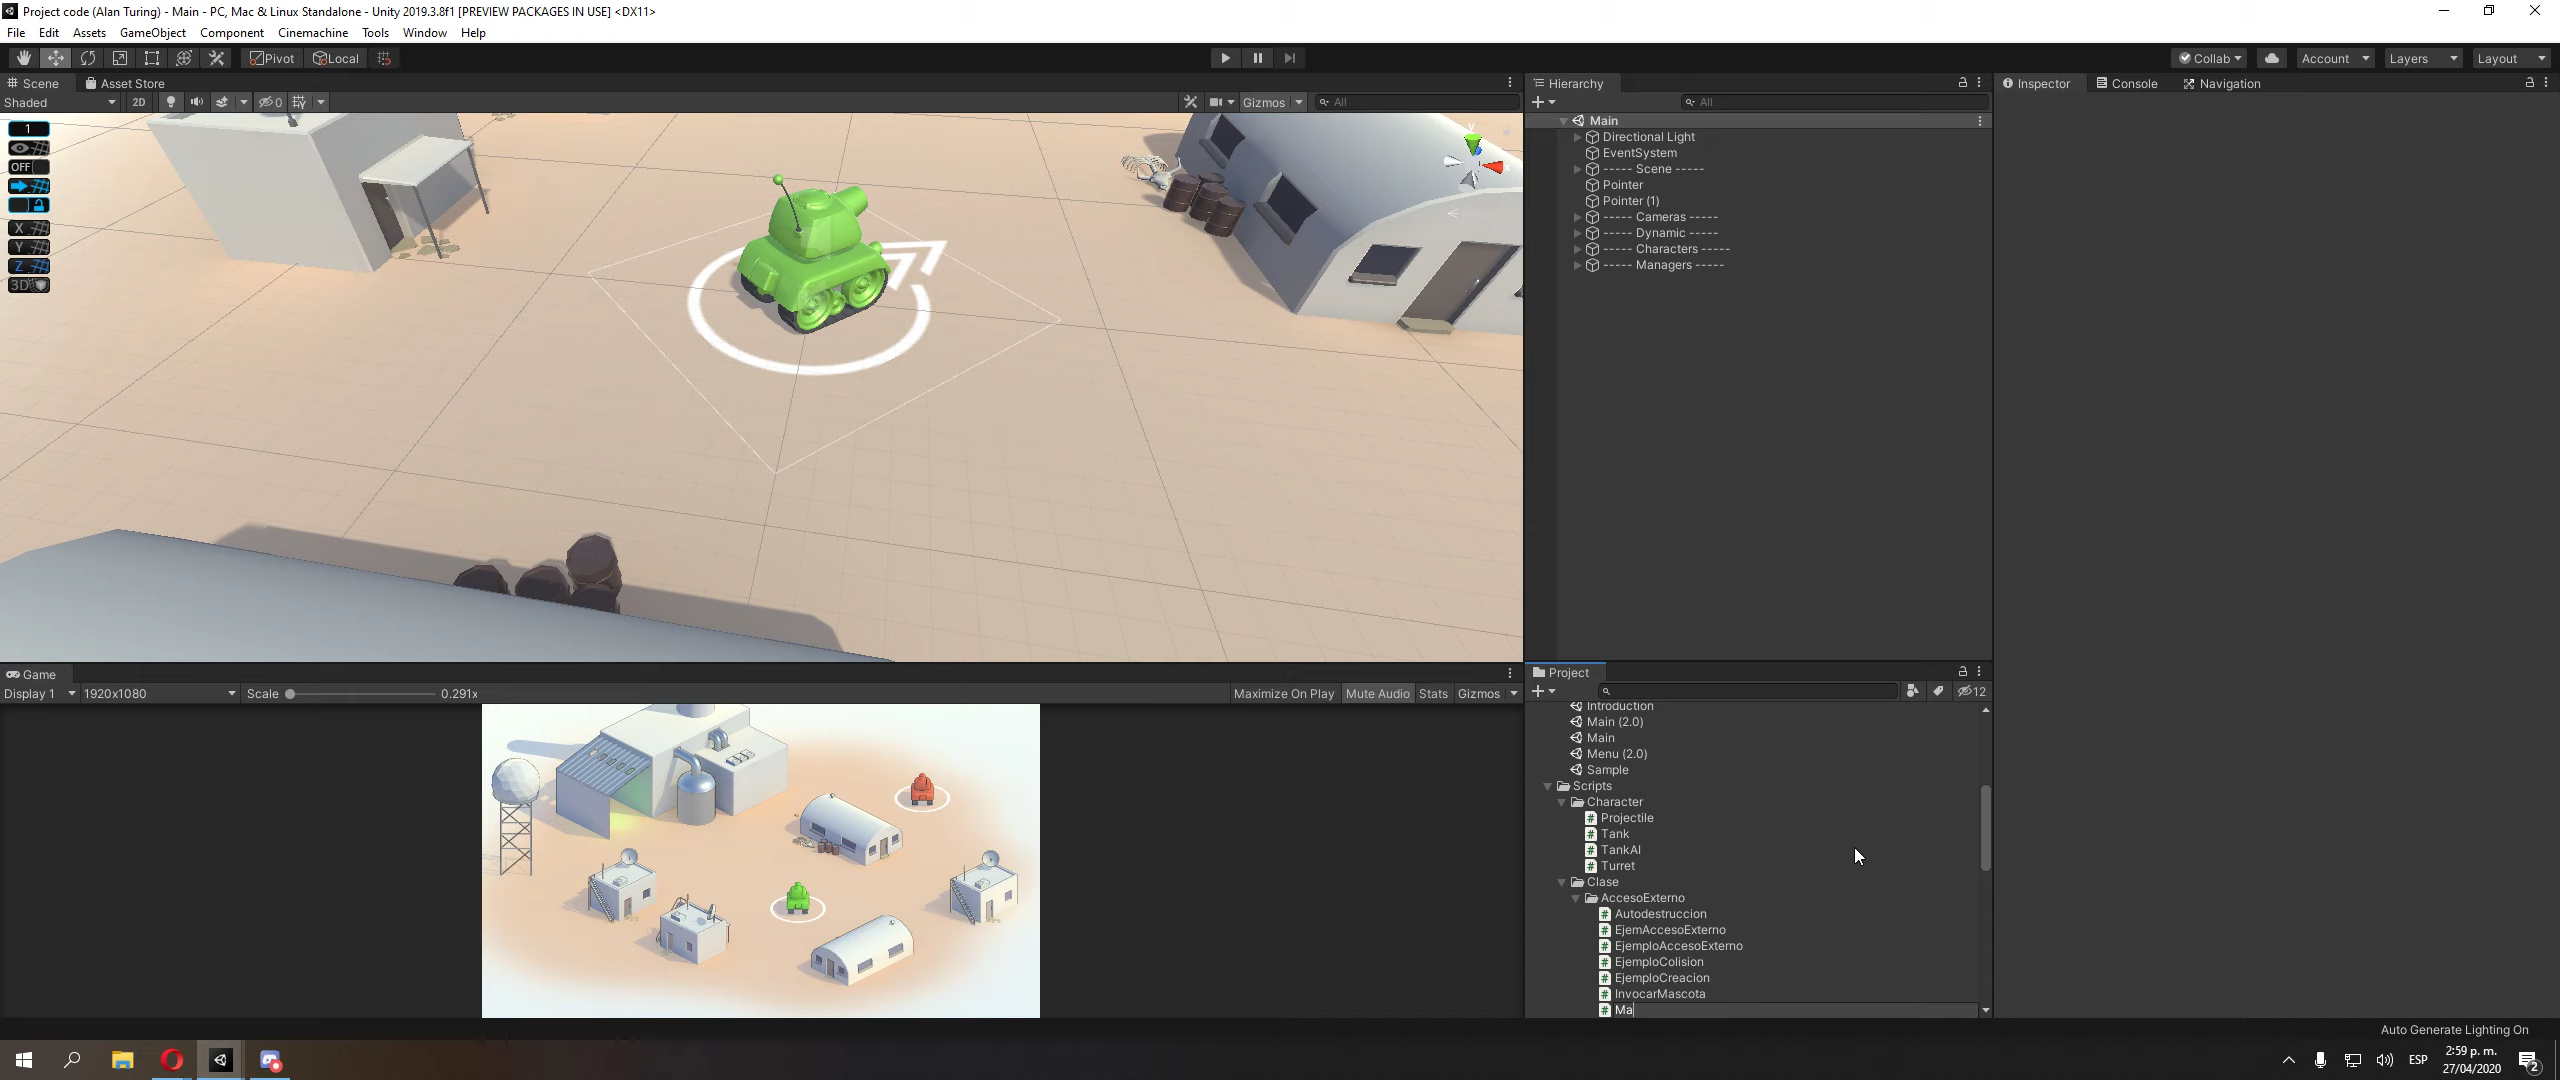 Project code (Alan Turing) - Main - PC, Mac & Linux Standalone - Unity 2019.3.8f1 [PREVIEW PACKAGES IN USE] <DX11>
File Edit Assets GameObject Component Cinemachine Tools Window Help
Pivot Local Collab Account Layers Layout
Scene Asset Store
Shaded 2D 0 Gizmos All
1
OFF
X
Y
Z
3D
Hierarchy
All
Main
Directional Light
EventSystem
----- Scene -----
Pointer
Pointer (1)
----- Cameras -----
----- Dynamic -----
----- Characters -----
----- Managers -----
Inspector Console Navigation
Game
Display 1 1920x1080 Scale 0.291x Maximize On Play Mute Audio Stats Gizmos
Project
12
Introduction
Main (2.0)
Main
Menu (2.0)
Sample
Scripts
Character
Projectile
Tank
TankAI
Turret
Clase
AccesoExterno
Autodestruccion
EjemAccesoExterno
EjemploAccesoExterno
EjemploColision
EjemploCreacion
InvocarMascota
Ma
Auto Generate Lighting On
ESP
2:59 p. m.
27/04/2020
2